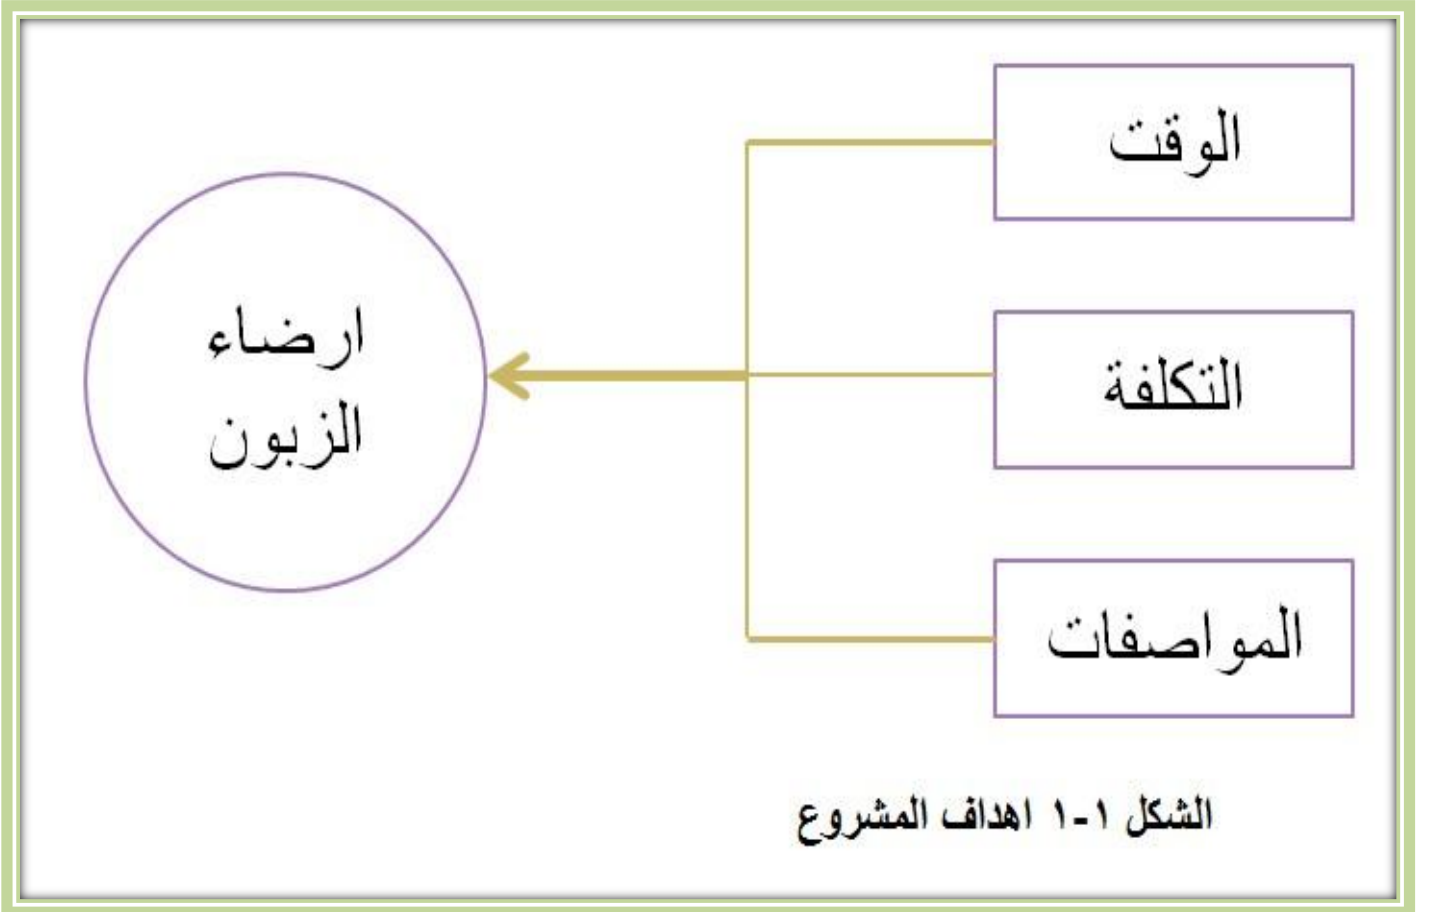 الوقت
التكلفة
المواصفات
ارضاء
الزبون
الشكل ١-١ اهداف المشروع